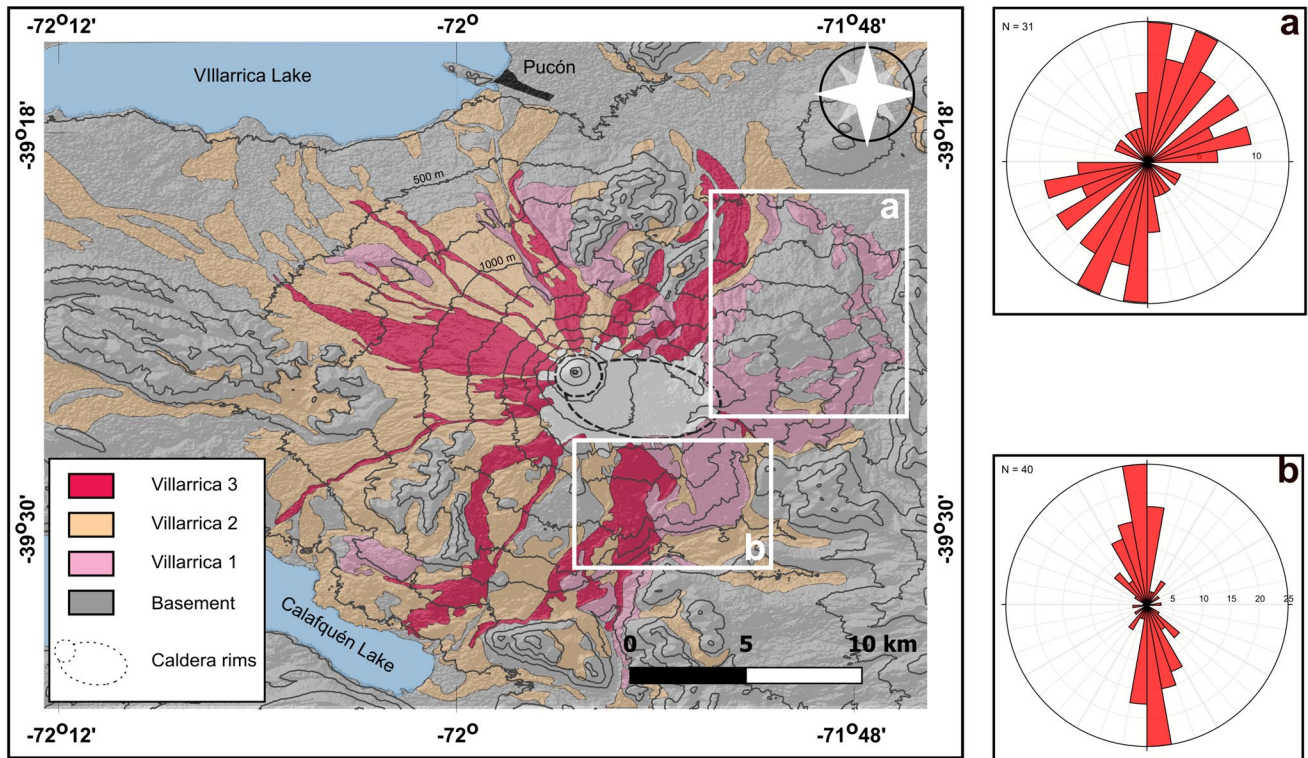 -72°12'
-72°
-71°48'
VIllarrica Lake
Pucón
-39°18'
-39°18'
500 m
1000 m
a
b
-39°30'
-39°30'
Villarrica 3
Villarrica 2
Villarrica 1
Basement
Caldera rims
Calafquén Lake
0 5 10 km
-72°12'
-72°
-71°48'
a
N = 31
5 10
b
N = 40
5 10 15 20 25